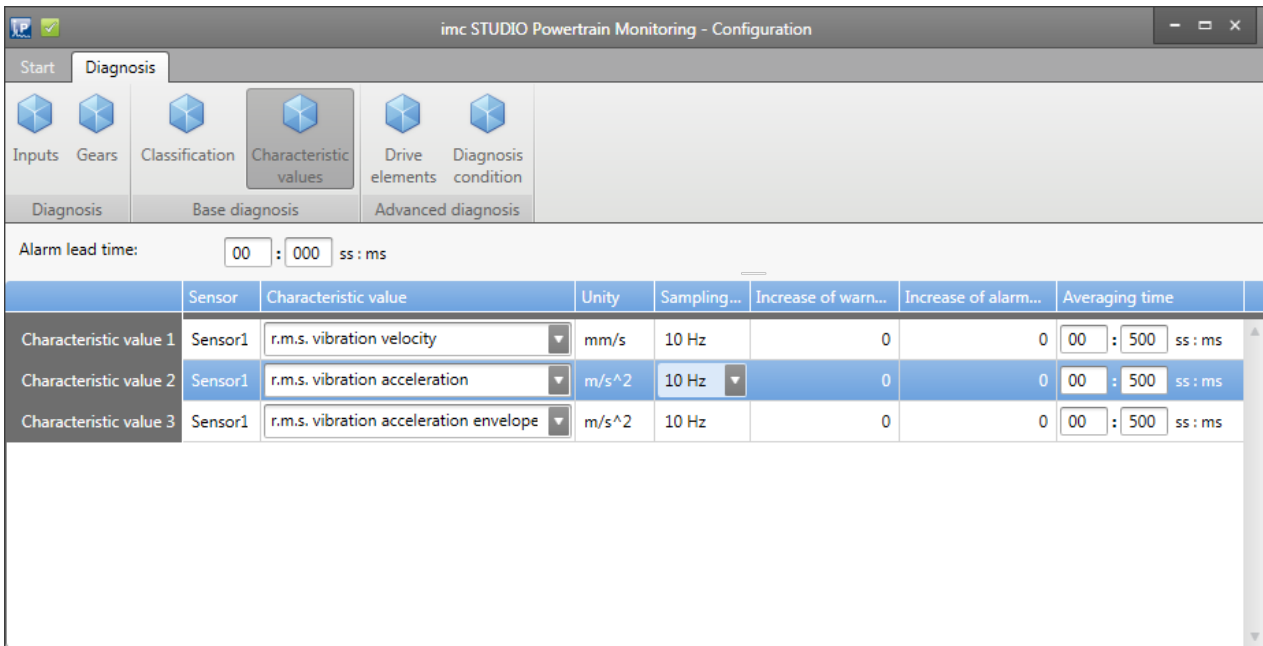 imc STUDIO Powertrain Monitoring - Configuration
Start Diagnosis
Inputs Gears Classification Characteristic values Drive elements Diagnosis condition
Diagnosis Base diagnosis Advanced diagnosis
Alarm lead time: 00 : 000 ss : ms
Sensor Characteristic value Unity Sampling... Increase of warn... Increase of alarm... Averaging time
Characteristic value 1 Sensor1 r.m.s. vibration velocity mm/s 10 Hz 0 0 00 : 500 ss : ms
Characteristic value 2 Sensor1 r.m.s. vibration acceleration m/s^2 10 Hz 0 0 00 : 500 ss : ms
Characteristic value 3 Sensor1 r.m.s. vibration acceleration envelope m/s^2 10 Hz 0 0 00 : 500 ss : ms